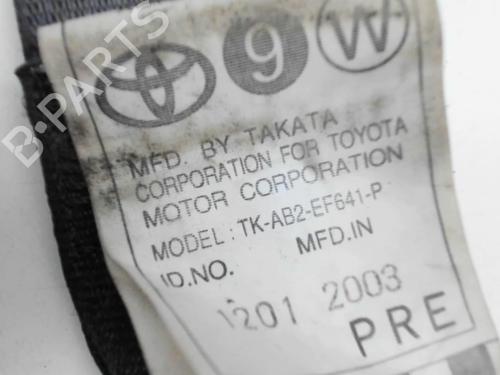 9 W
MFD. BY TAKATA
CORPORATION FOR TOYOTA
MOTOR CORPORATION
MODEL: TK-AB2-EF641-P
ID.NO. MFD.IN
1201 2003
PRE
B-PARTS